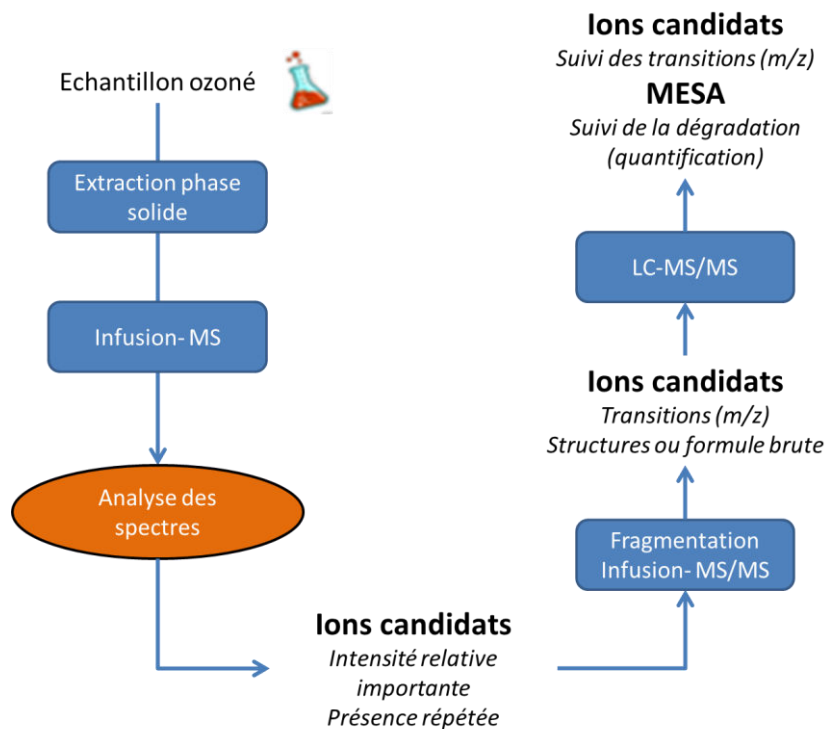 Echantillon ozoné
Extraction phase
solide
Infusion- MS
Analyse des
spectres
Ions candidats
Intensité relative
importante
Présence répétée
Fragmentation
Infusion- MS/MS
Ions candidats
Transitions (m/z)
Structures ou formule brute
LC-MS/MS
Ions candidats
Suivi des transitions (m/z)
MESA
Suivi de la dégradation
(quantification)